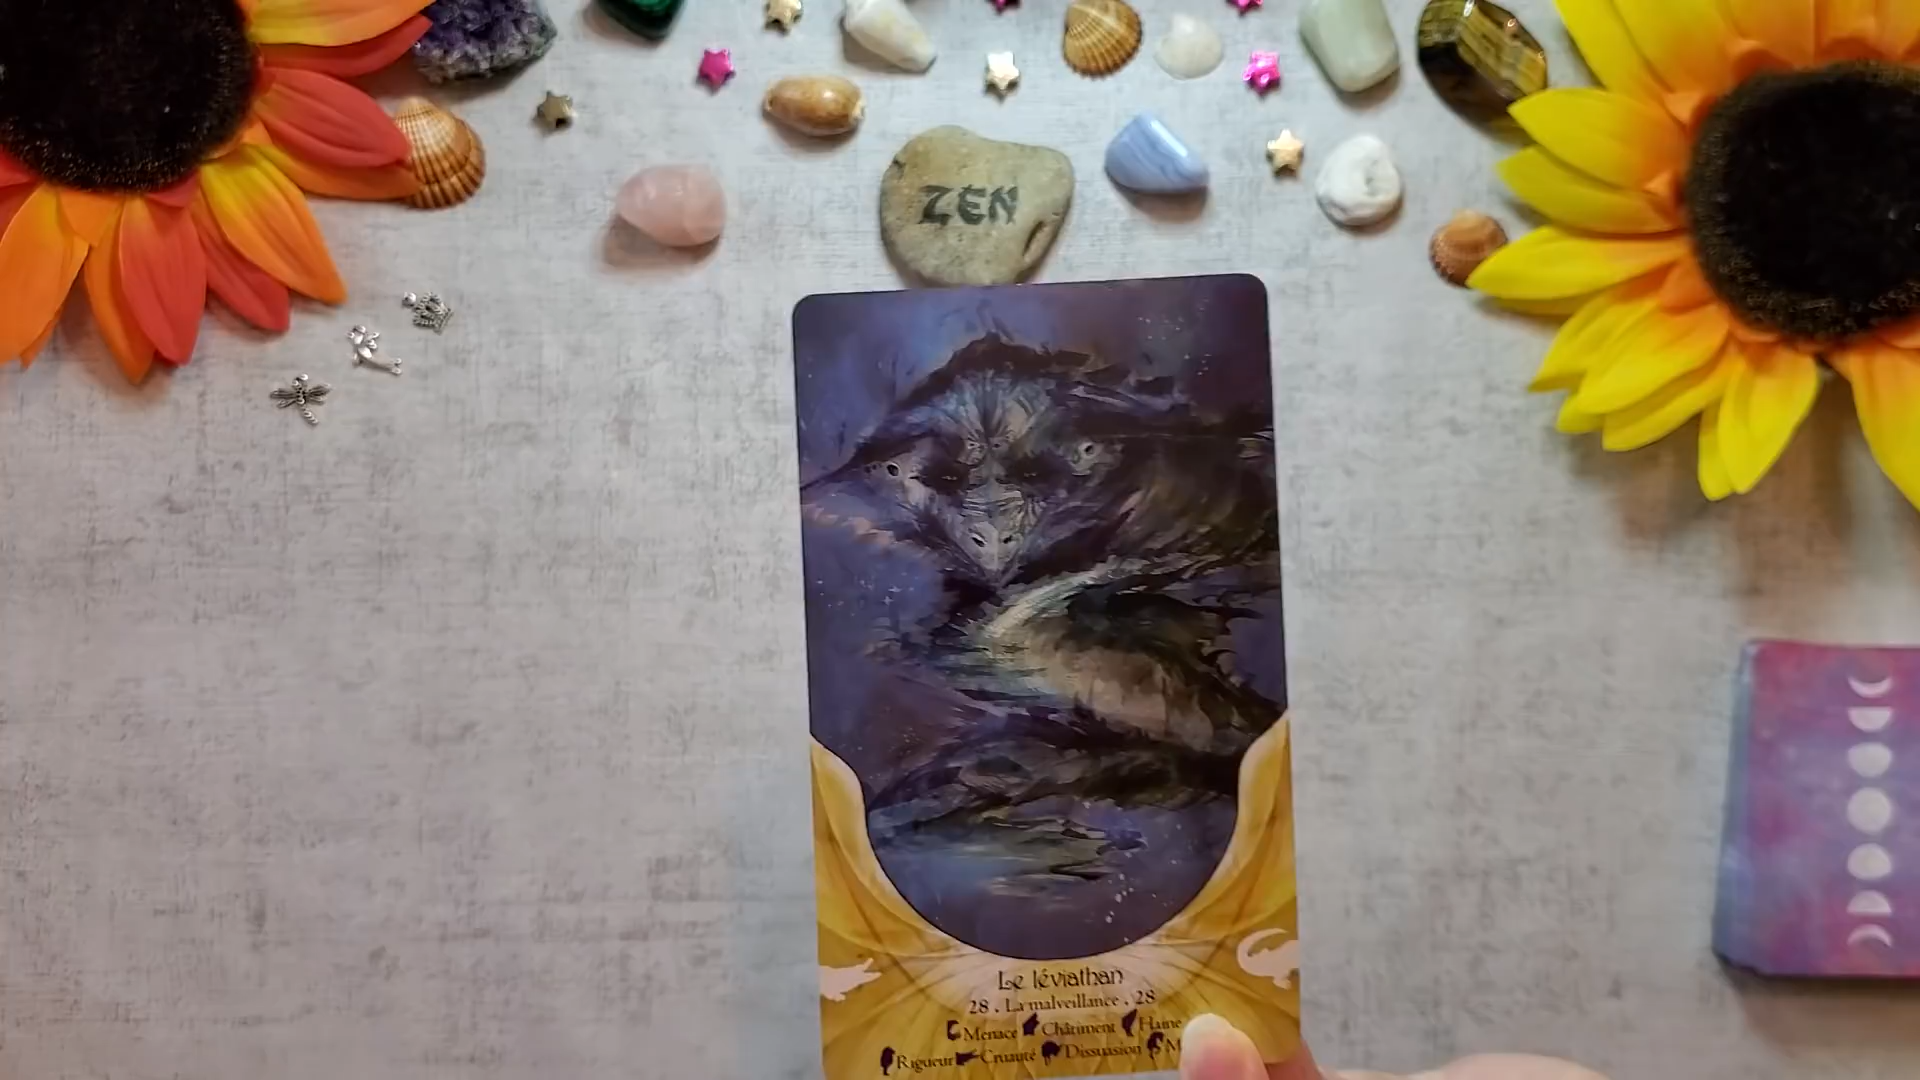 ZEN
Le léviathan
28 . La malveillance . 28
Menace Châtiment Haine
Rigueur Cruauté Dissuasion